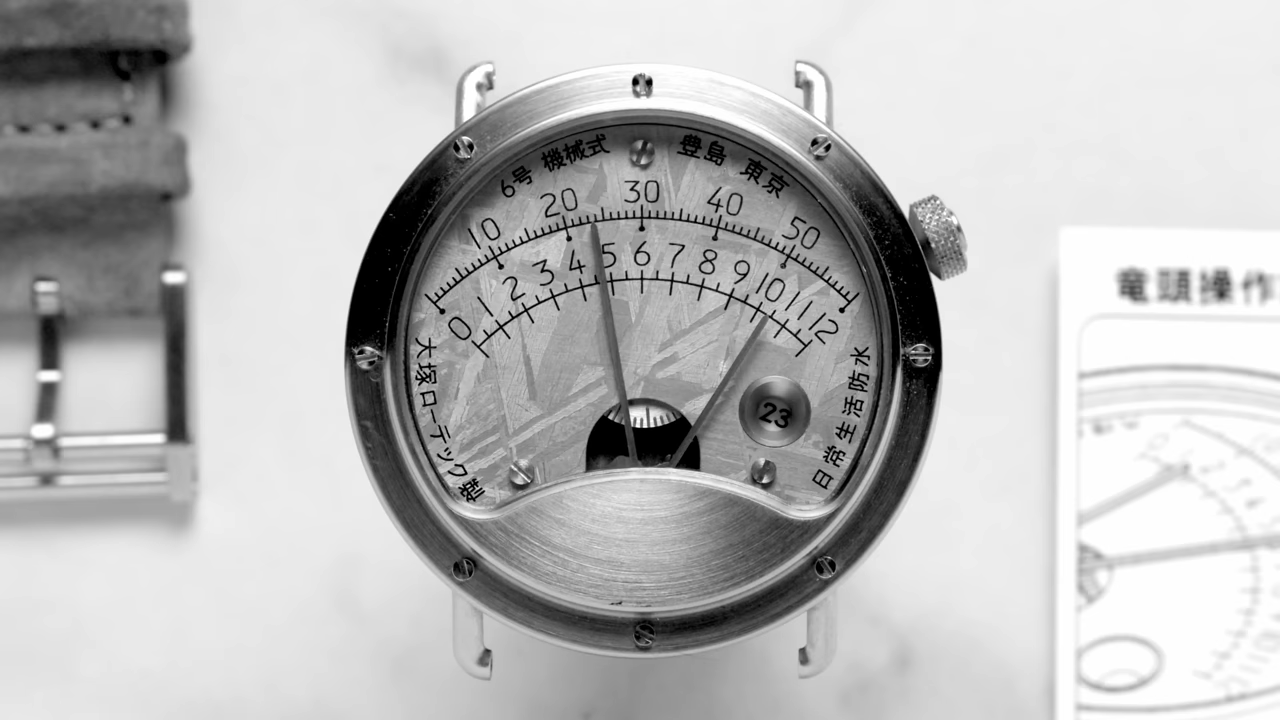 6号 機械式 豊島 東京
10 20 30 40 50
0 1 2 3 4 5 6 7 8 9 10 11 12
大塚ローテック製
日常生活防水
23
竜頭操作